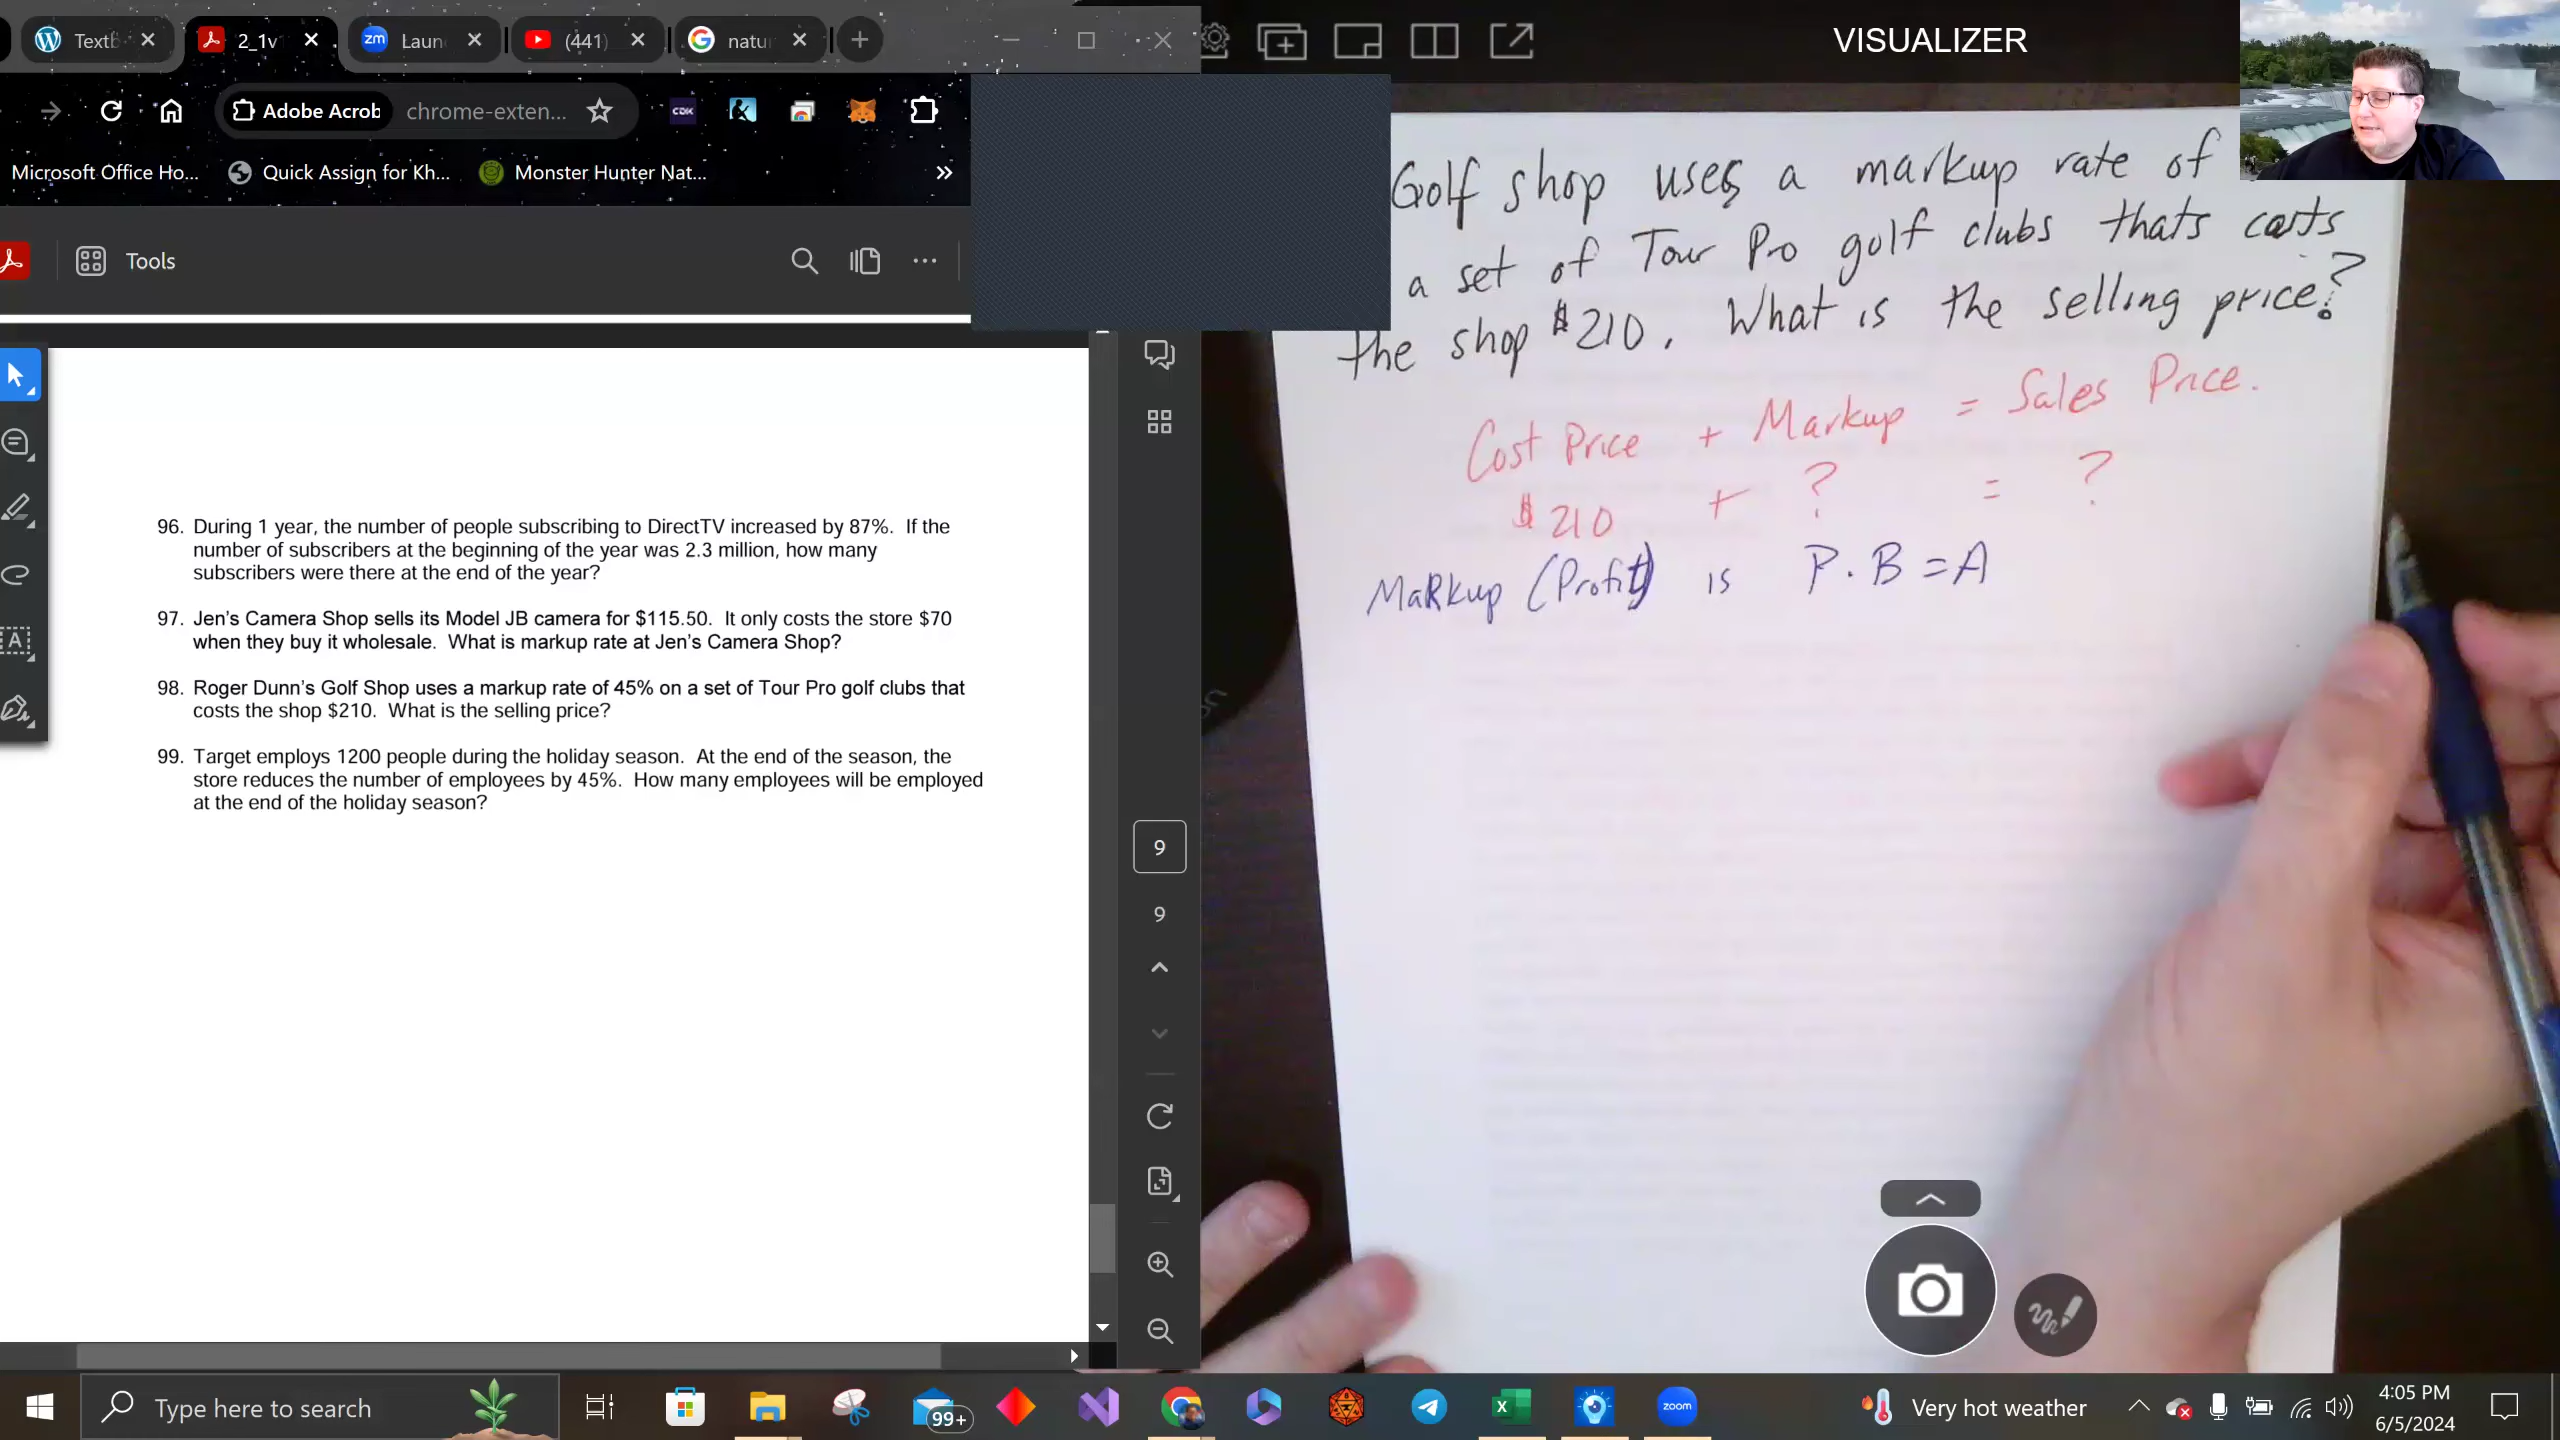 Textb
2_1v
Laun
(441)
natur
VISUALIZER
Adobe Acrob
chrome-exten...
CDK
Microsoft Office Ho...
Quick Assign for Kh...
Monster Hunter Nat...
»
Tools
96. During 1 year, the number of people subscribing to DirectTV increased by 87%. If the
number of subscribers at the beginning of the year was 2.3 million, how many
subscribers were there at the end of the year?
97. Jen's Camera Shop sells its Model JB camera for $115.50. It only costs the store $70
when they buy it wholesale. What is markup rate at Jen's Camera Shop?
98. Roger Dunn's Golf Shop uses a markup rate of 45% on a set of Tour Pro golf clubs that
costs the shop $210. What is the selling price?
99. Target employs 1200 people during the holiday season. At the end of the season, the
store reduces the number of employees by 45%. How many employees will be employed
at the end of the holiday season?
9
9
Golf shop uses a markup rate of
a set of Tour Pro golf clubs thats costs
the shop $210. What is the selling price?
Cost Price + Markup = Sales Price.
$210 + ? = ?
MaRkup (Profit) is P. B = A
Type here to search
99+
zoom
Very hot weather
4:05 PM
6/5/2024